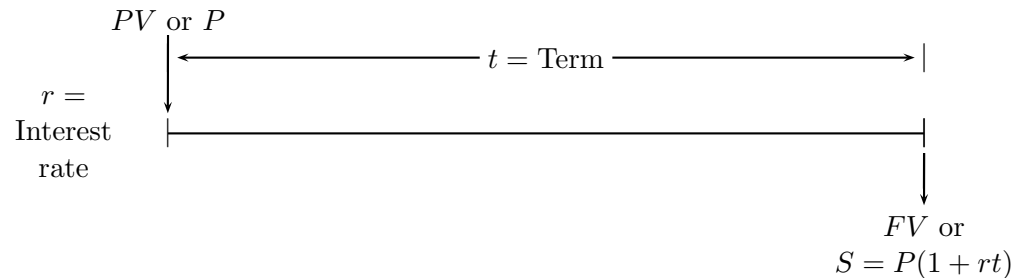 PV or P
t = Term
r =
Interest
rate
FV or
S = P(1 + rt)